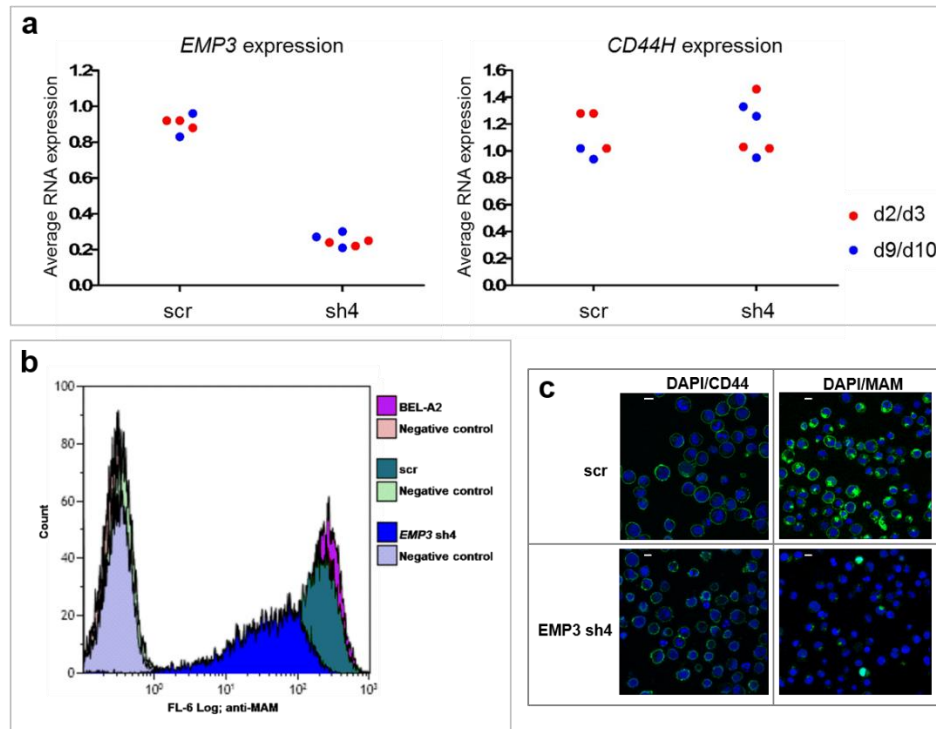 a
EMP3 expression
CD44H expression
Average RNA expression
1.2
1.0
0.8
0.6
0.4
0.2
0.0
scr
sh4
Average RNA expression
1.6
1.4
1.2
1.0
0.8
0.6
0.4
0.2
0.0
scr
sh4
d2/d3
d9/d10
b
100
80
60
40
20
0
Count
10⁰
10¹
10²
10³
FL-6 Log; anti-MAM
BEL-A2
Negative control
scr
Negative control
EMP3 sh4
Negative control
c
DAPI/CD44
DAPI/MAM
scr
EMP3 sh4